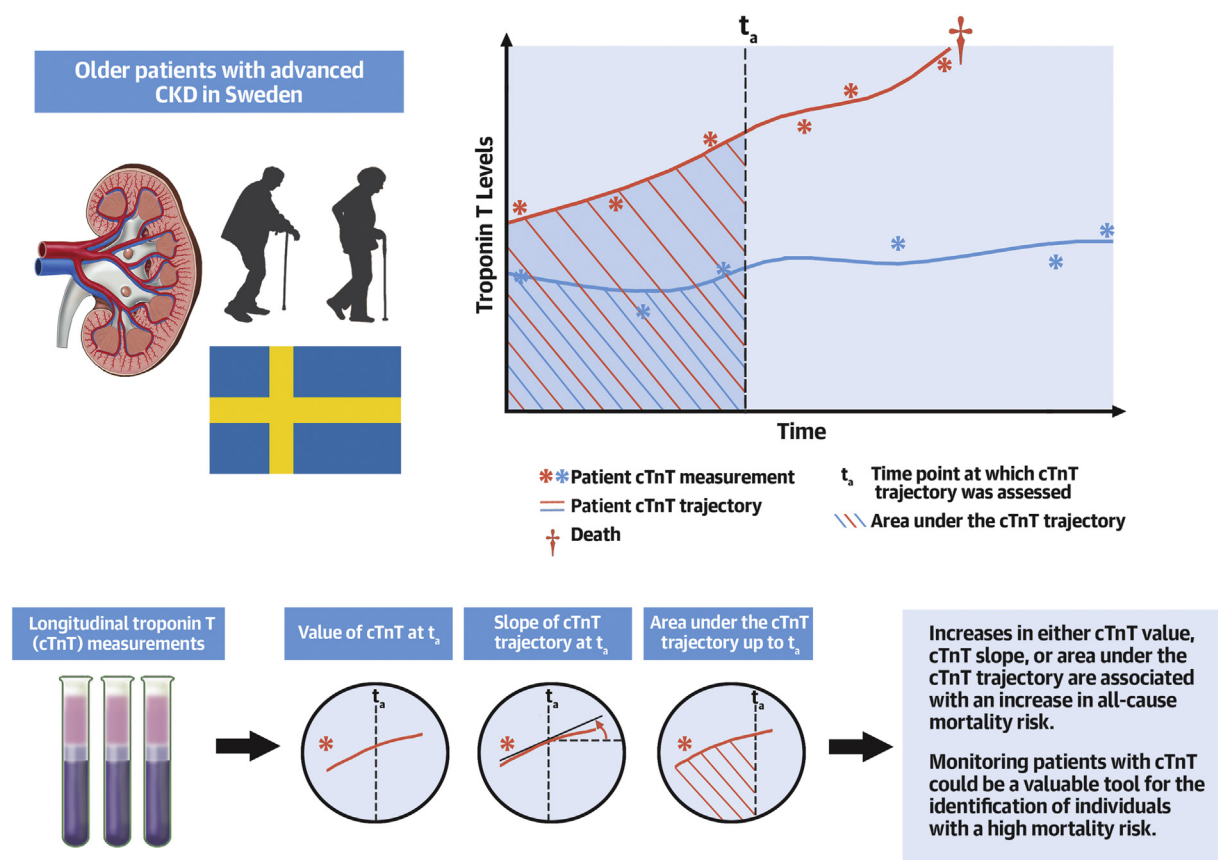 Older patients with advanced
CKD in Sweden
ta
Troponin T Levels
Time
Patient cTnT measurement
Patient cTnT trajectory
Death
ta Time point at which cTnT
trajectory was assessed
Area under the cTnT trajectory
Longitudinal troponin T
(cTnT) measurements
Value of cTnT at ta
Slope of cTnT
trajectory at ta
Area under the cTnT
trajectory up to ta
ta
ta
ta
Increases in either cTnT value,
cTnT slope, or area under the
cTnT trajectory are associated
with an increase in all-cause
mortality risk.
Monitoring patients with cTnT
could be a valuable tool for the
identification of individuals
with a high mortality risk.